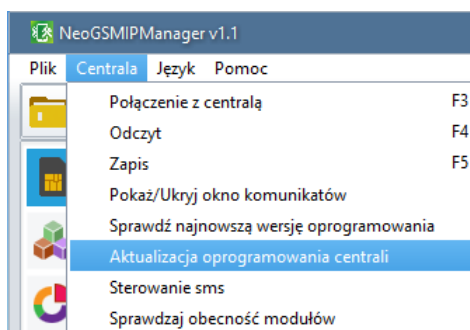 NeoGSMIPManager v1.1
Plik Centrala Język Pomoc
Połączenie z centralą F3
Odczyt F4
Zapis F5
Pokaż/Ukryj okno komunikatów
Sprawdź najnowszą wersję oprogramowania
Aktualizacja oprogramowania centrali
Sterowanie sms
Sprawdzaj obecność modułów